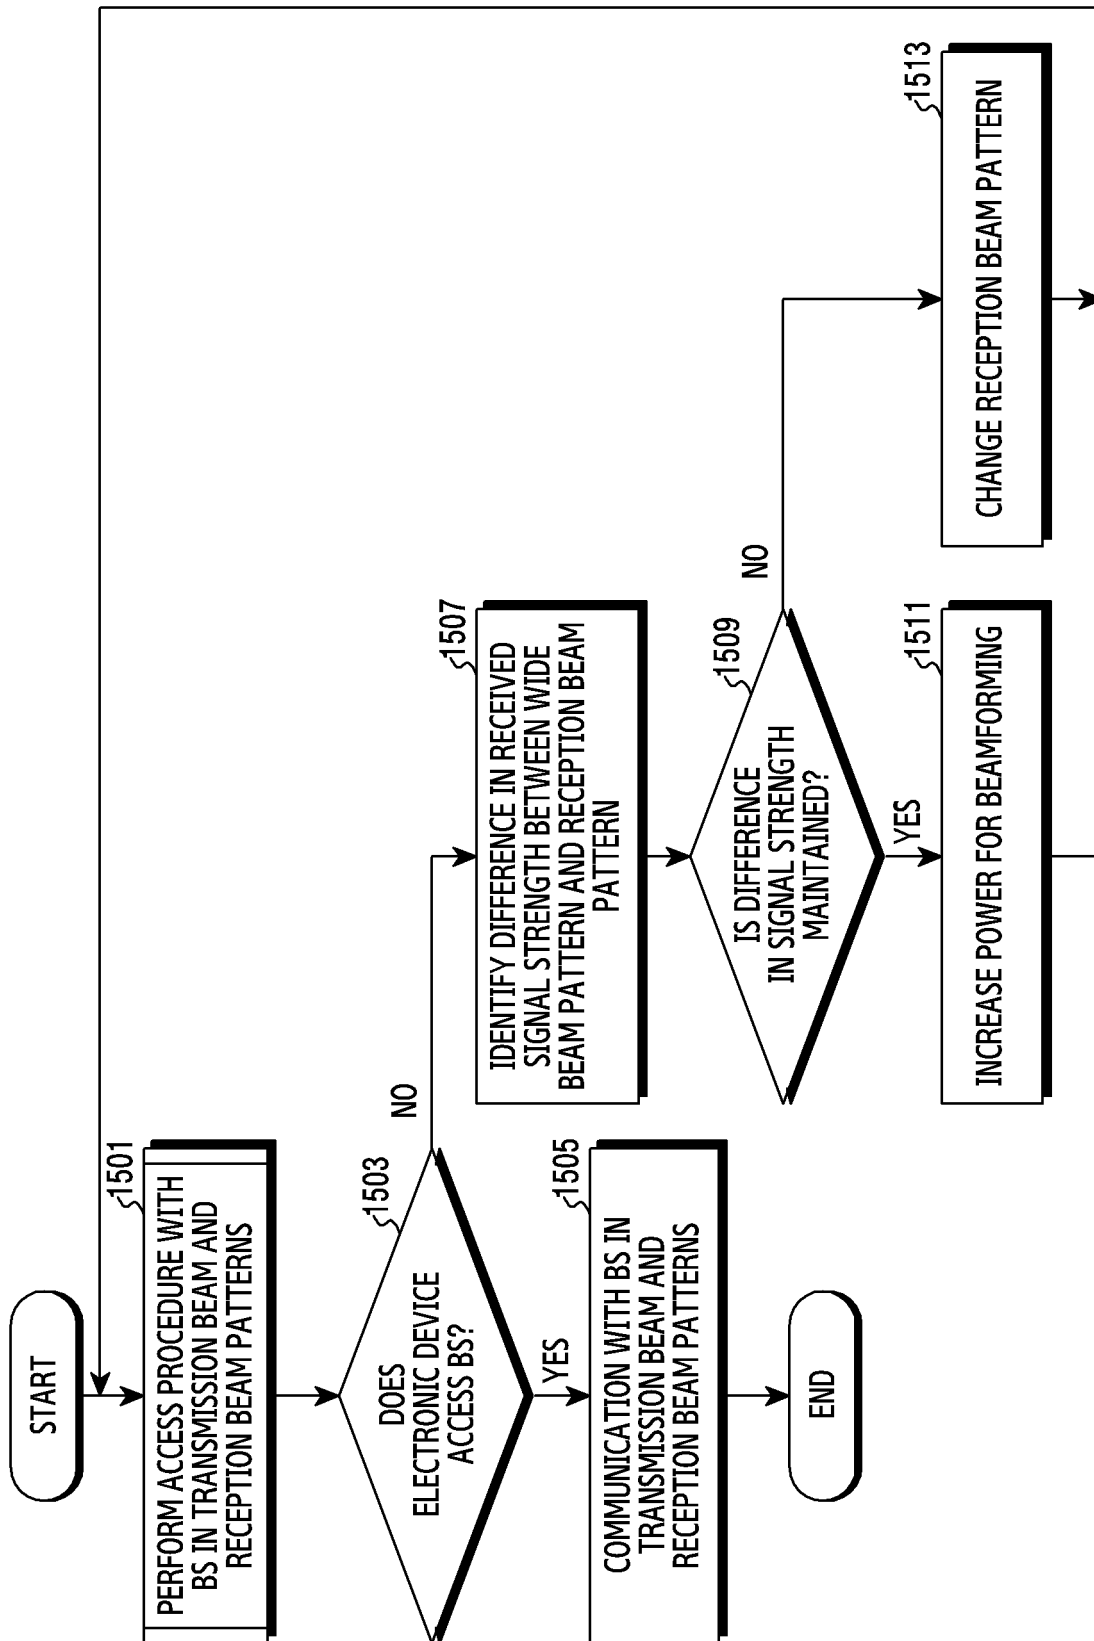 START
1501
PERFORM ACCESS PROCEDURE WITH
BS IN TRANSMISSION BEAM AND
RECEPTION BEAM PATTERNS
1503
DOES
ELECTRONIC DEVICE
ACCESS BS?
NO
YES
1505
COMMUNICATION WITH BS IN
TRANSMISSION BEAM AND
RECEPTION BEAM PATTERNS
END
1507
IDENTIFY DIFFERENCE IN RECEIVED
SIGNAL STRENGTH BETWEEN WIDE
BEAM PATTERN AND RECEPTION BEAM
PATTERN
1509
IS DIFFERENCE
IN SIGNAL STRENGTH
MAINTAINED?
NO
YES
1511
INCREASE POWER FOR BEAMFORMING
1513
CHANGE RECEPTION BEAM PATTERN